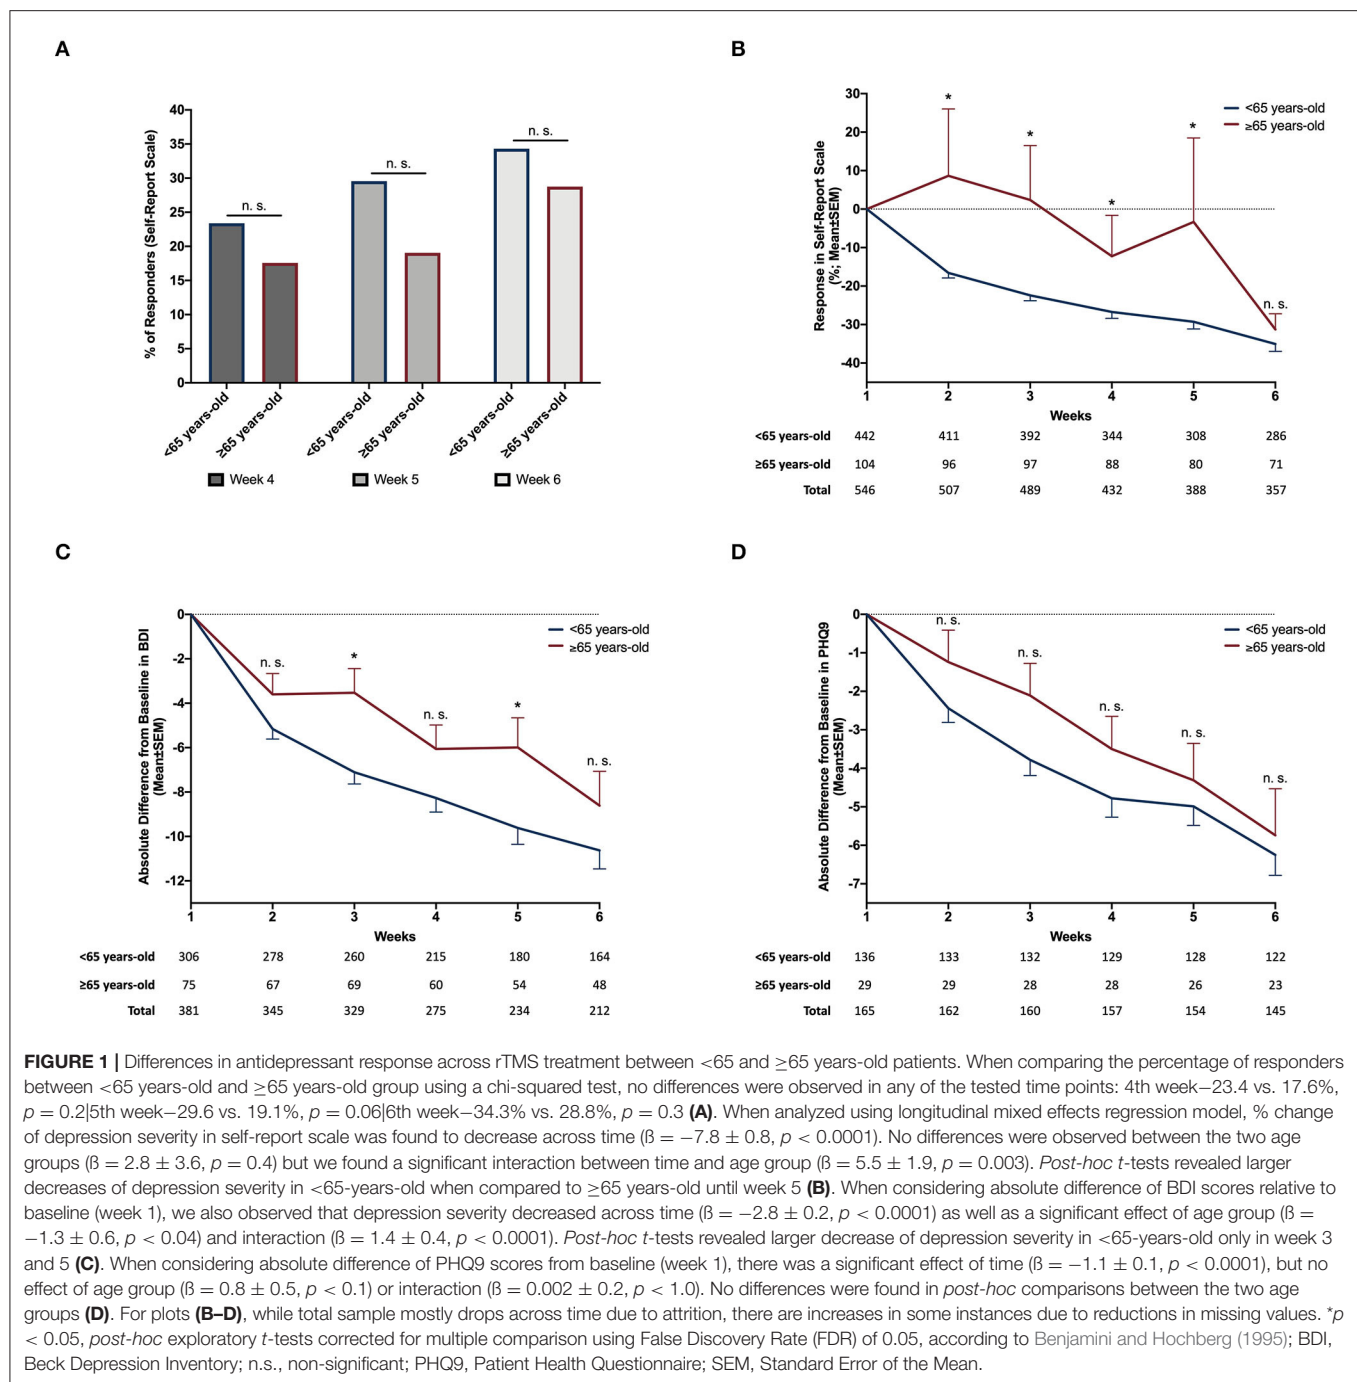 A
% of Responders (Self-Report Scale)
40
35
30
25
20
15
10
5
0
n. s.
n. s.
n. s.
<65 years-old
≥65 years-old
<65 years-old
≥65 years-old
<65 years-old
≥65 years-old
Week 4
Week 5
Week 6
B
Response in Self-Report Scale
(%; Mean±SEM)
30
20
10
0
-10
-20
-30
-40
*
*
*
*
n. s.
<65 years-old
≥65 years-old
1 2 3 4 5 6
Weeks
<65 years-old 442 411 392 344 308 286
≥65 years-old 104 96 97 88 80 71
Total 546 507 489 432 388 357
C
Absolute Difference from Baseline in BDI
(Mean±SEM)
0
-2
-4
-6
-8
-10
-12
n. s.
*
n. s.
*
n. s.
<65 years-old
≥65 years-old
1 2 3 4 5 6
Weeks
<65 years-old 306 278 260 215 180 164
≥65 years-old 75 67 69 60 54 48
Total 381 345 329 275 234 212
D
Absolute Difference from Baseline in PHQ9
(Mean±SEM)
0
-1
-2
-3
-4
-5
-6
-7
n. s.
n. s.
n. s.
n. s.
n. s.
<65 years-old
≥65 years-old
1 2 3 4 5 6
Weeks
<65 years-old 136 133 132 129 128 122
≥65 years-old 29 29 28 28 26 23
Total 165 162 160 157 154 145
FIGURE 1 | Differences in antidepressant response across rTMS treatment between <65 and ≥65 years-old patients. When comparing the percentage of responders
between <65 years-old and ≥65 years-old group using a chi-squared test, no differences were observed in any of the tested time points: 4th week—23.4 vs. 17.6%,
p = 0.2|5th week—29.6 vs. 19.1%, p = 0.06|6th week—34.3% vs. 28.8%, p = 0.3 (A). When analyzed using longitudinal mixed effects regression model, % change
of depression severity in self-report scale was found to decrease across time (ß = −7.8 ± 0.8, p < 0.0001). No differences were observed between the two age
groups (ß = 2.8 ± 3.6, p = 0.4) but we found a significant interaction between time and age group (ß = 5.5 ± 1.9, p = 0.003). Post-hoc t-tests revealed larger
decreases of depression severity in <65-years-old when compared to ≥65 years-old until week 5 (B). When considering absolute difference of BDI scores relative to
baseline (week 1), we also observed that depression severity decreased across time (ß = −2.8 ± 0.2, p < 0.0001) as well as a significant effect of age group (ß =
−1.3 ± 0.6, p < 0.04) and interaction (ß = 1.4 ± 0.4, p < 0.0001). Post-hoc t-tests revealed larger decrease of depression severity in <65-years-old only in week 3
and 5 (C). When considering absolute difference of PHQ9 scores from baseline (week 1), there was a significant effect of time (ß = −1.1 ± 0.1, p < 0.0001), but no
effect of age group (ß = 0.8 ± 0.5, p < 0.1) or interaction (ß = 0.002 ± 0.2, p < 1.0). No differences were found in post-hoc comparisons between the two age
groups (D). For plots (B–D), while total sample mostly drops across time due to attrition, there are increases in some instances due to reductions in missing values. *p
< 0.05, post-hoc exploratory t-tests corrected for multiple comparison using False Discovery Rate (FDR) of 0.05, according to Benjamini and Hochberg (1995); BDI,
Beck Depression Inventory; n.s., non-significant; PHQ9, Patient Health Questionnaire; SEM, Standard Error of the Mean.